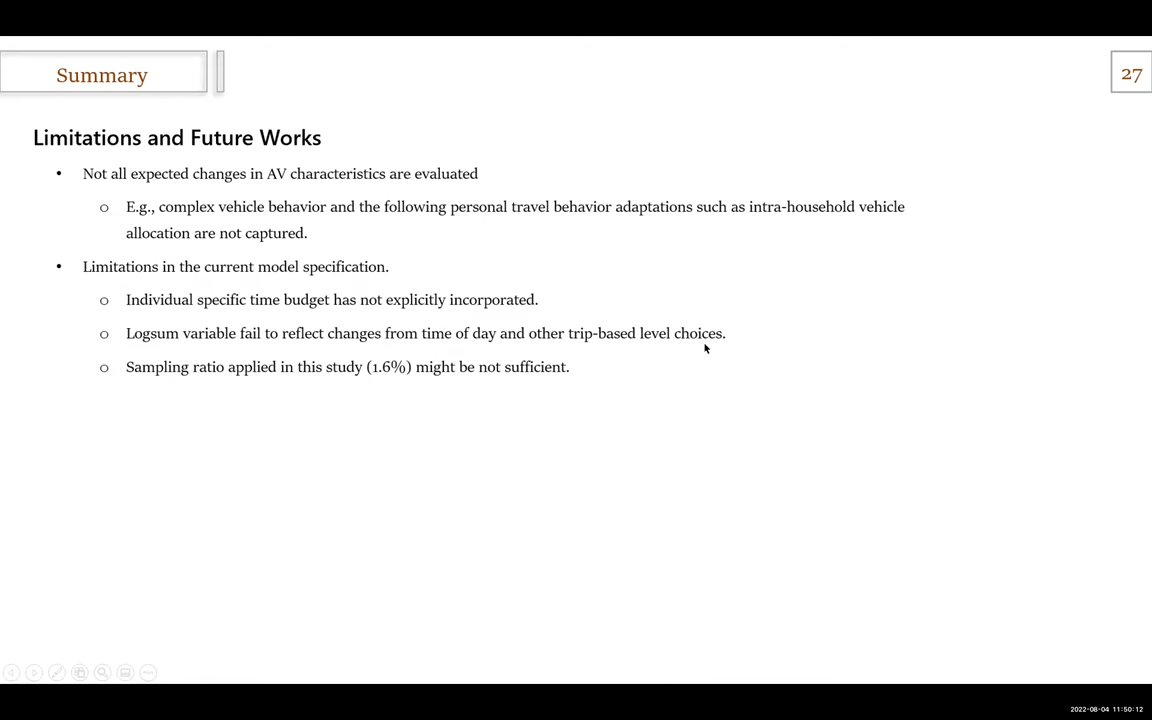 Summary
27
Limitations and Future Works
• Not all expected changes in AV characteristics are evaluated
o E.g., complex vehicle behavior and the following personal travel behavior adaptations such as intra-household vehicle
allocation are not captured.
• Limitations in the current model specification.
o Individual specific time budget has not explicitly incorporated.
o Logsum variable fail to reflect changes from time of day and other trip-based level choices.
o Sampling ratio applied in this study (1.6%) might be not sufficient.
2022-08-04 11:50:12